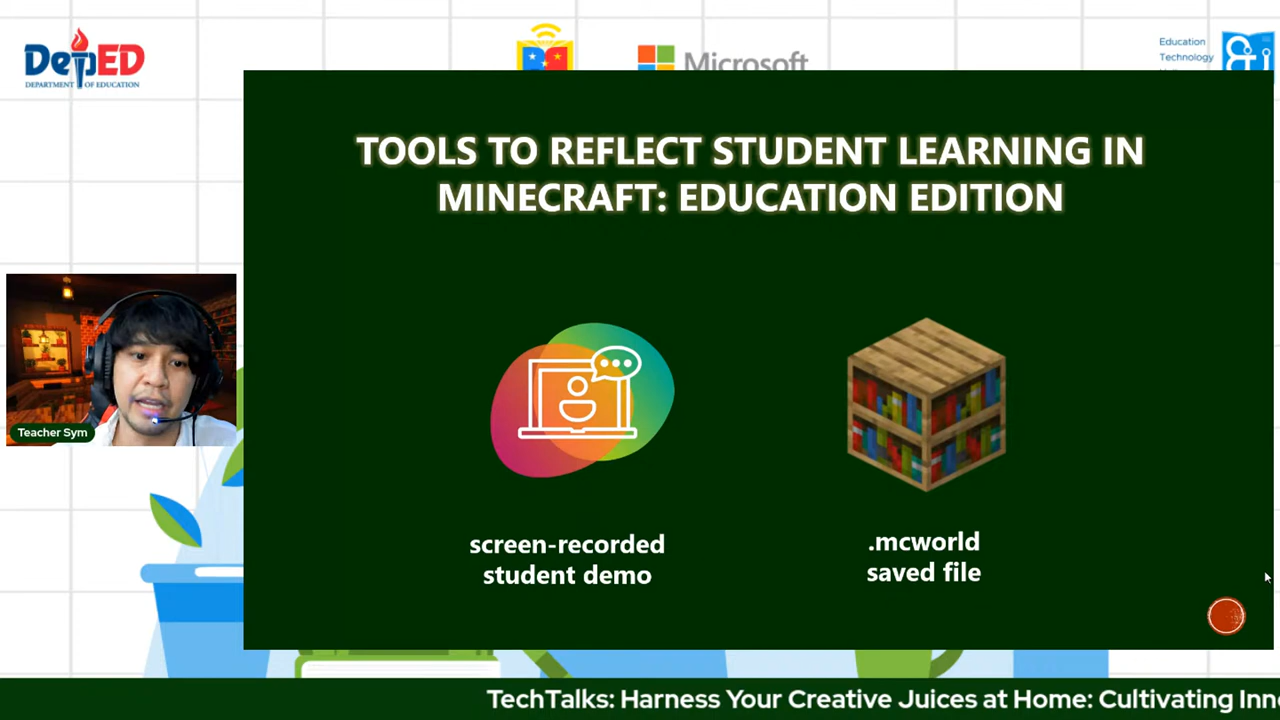 DepED
DEPARTMENT OF EDUCATION
Microsoft
Education
Technology
TOOLS TO REFLECT STUDENT LEARNING IN
MINECRAFT: EDUCATION EDITION
Teacher Sym
screen-recorded
student demo
.mcworld
saved file
TechTalks: Harness Your Creative Juices at Home: Cultivating Inn